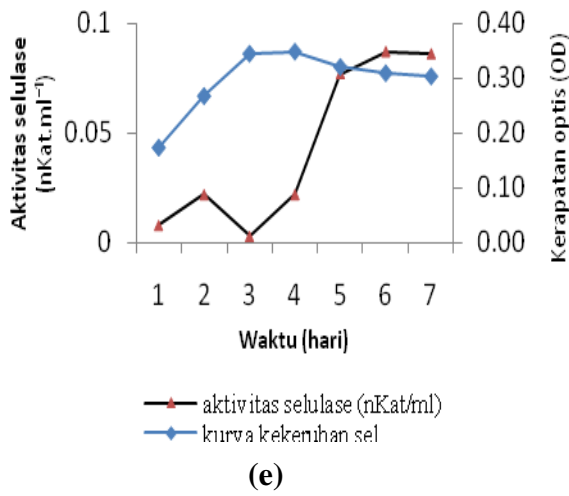 Aktivitas selulase
(nKat.ml⁻¹)
0.1
0.05
0
0.40
0.30
0.20
0.10
0.00
Kerapatan optis (OD)
1 2 3 4 5 6 7
Waktu (hari)
aktivitas selulase (nKat/ml)
kurva kekeruhan sel
(e)